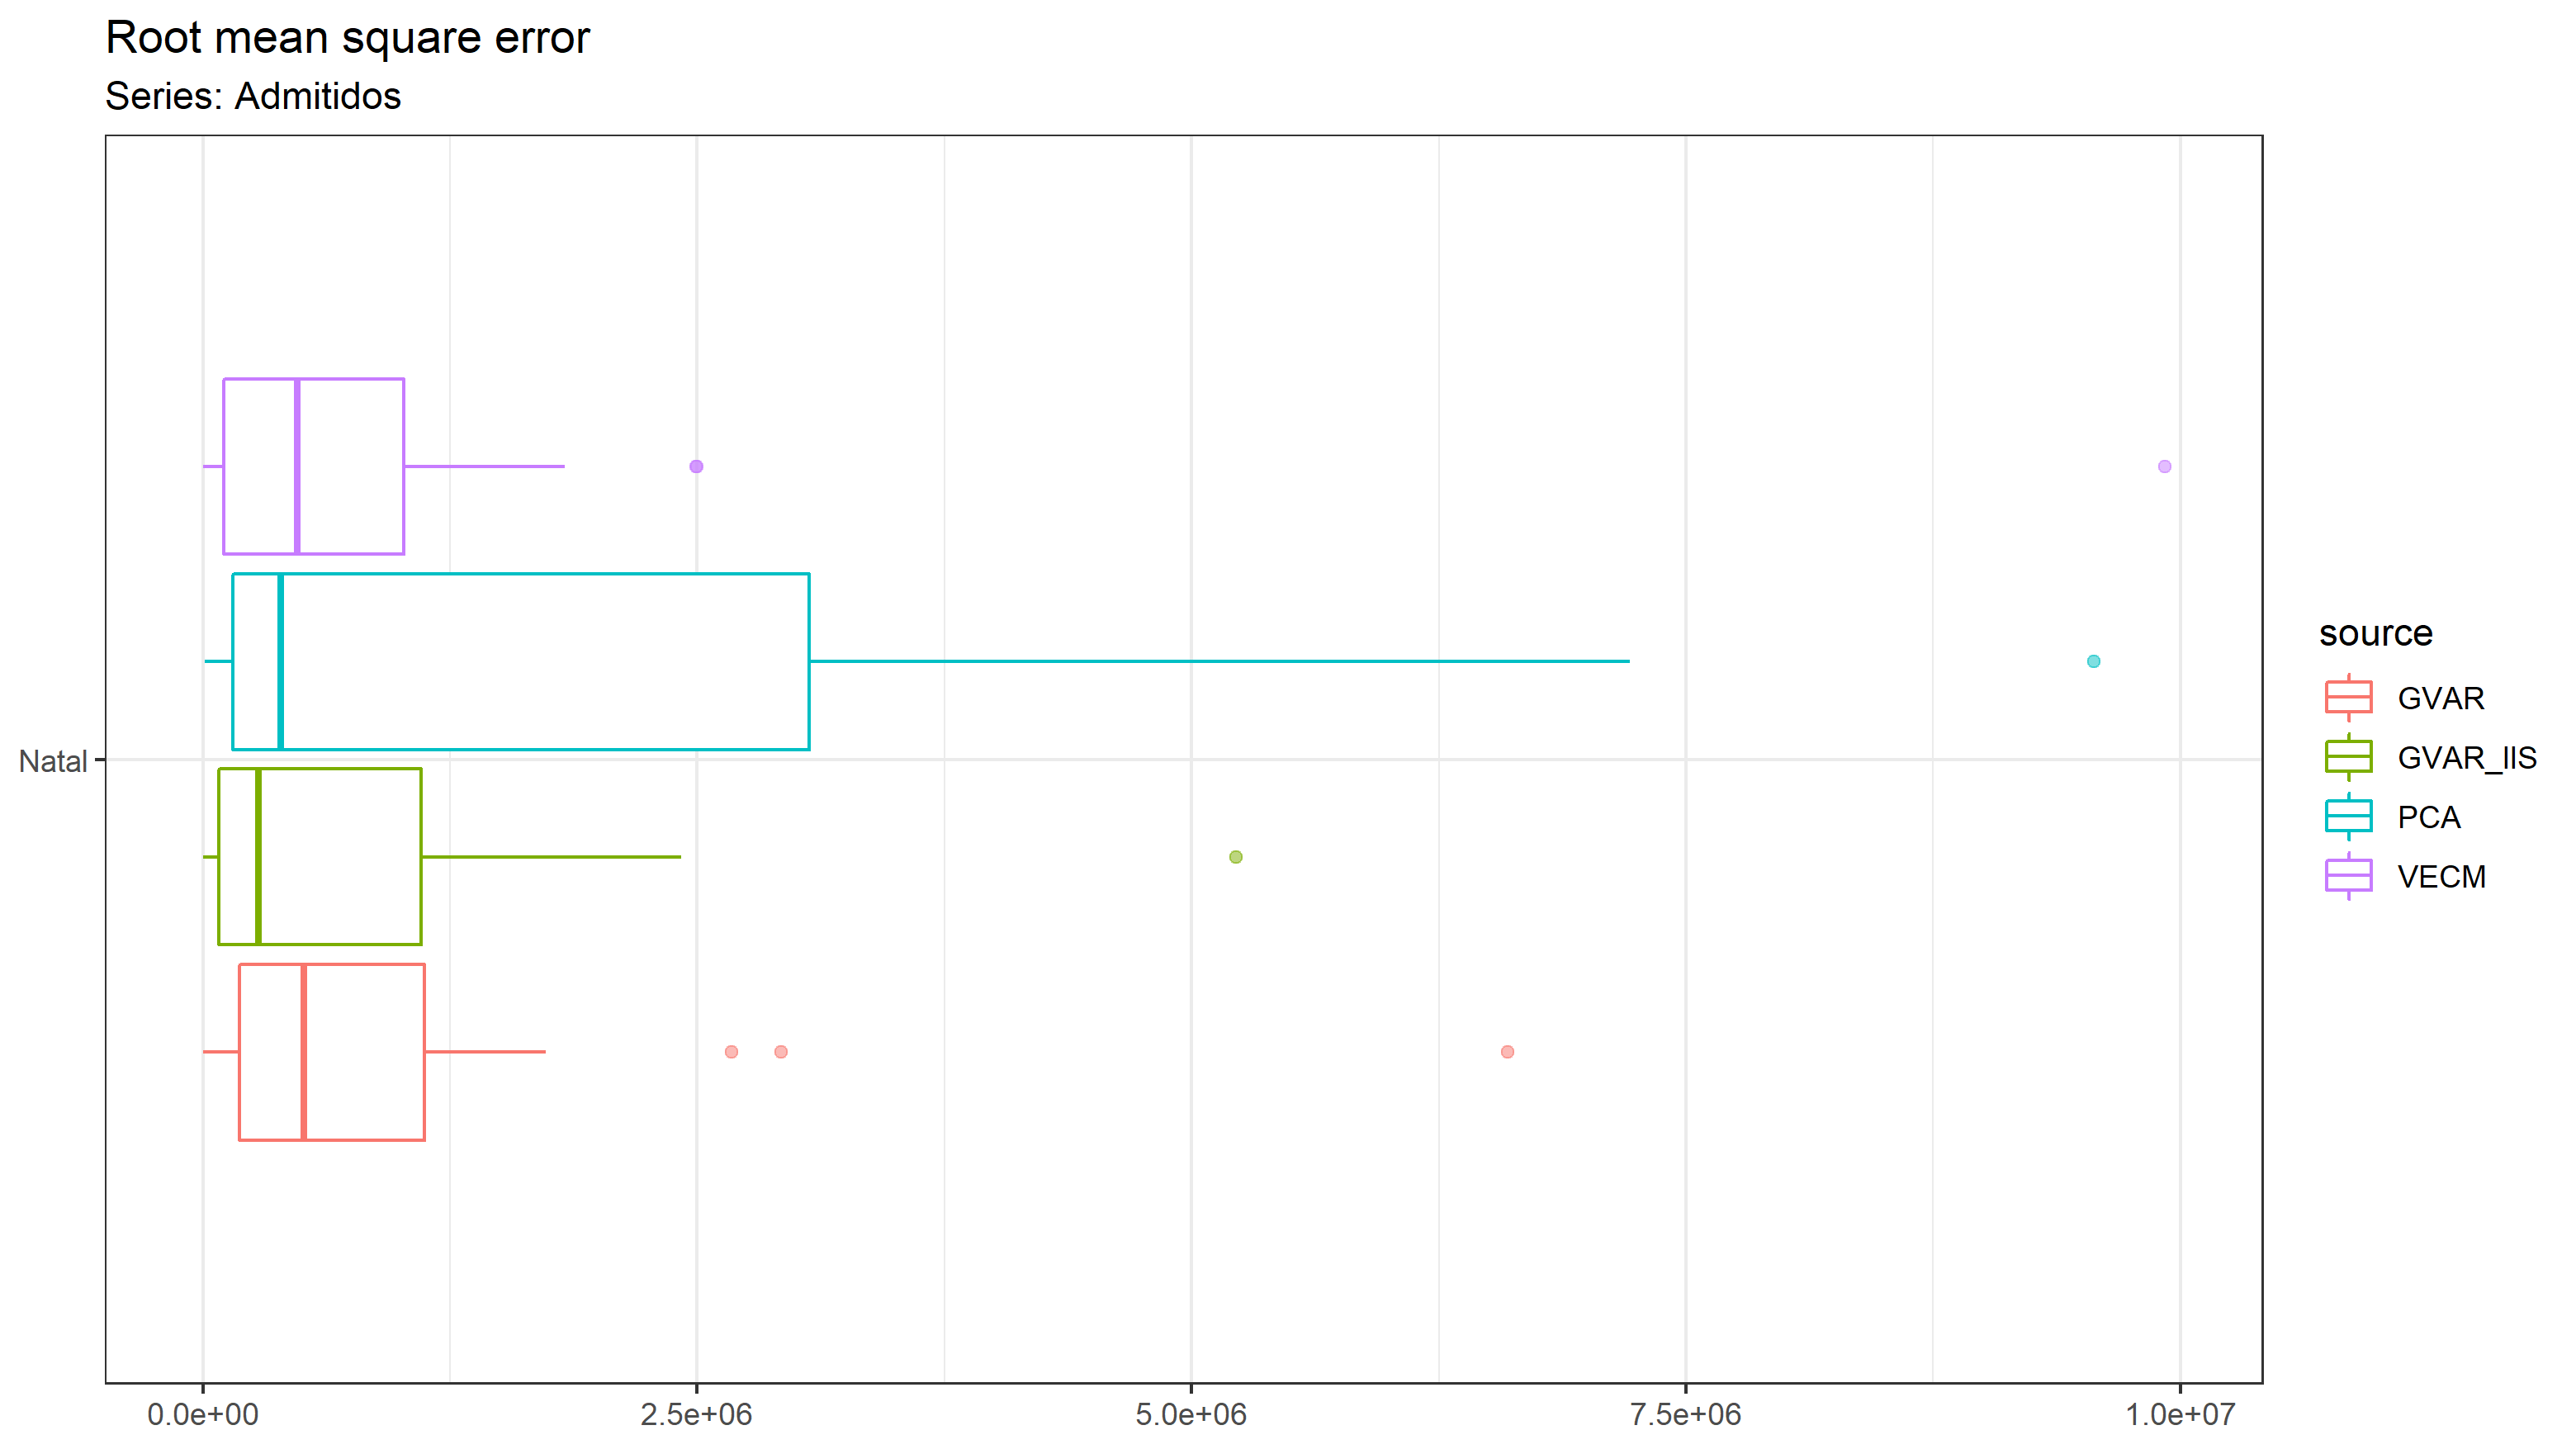 Root mean square error
Series: Admitidos
Natal
0.0e+00
2.5e+06
5.0e+06
7.5e+06
1.0e+07
source
GVAR
GVAR_IIS
PCA
VECM